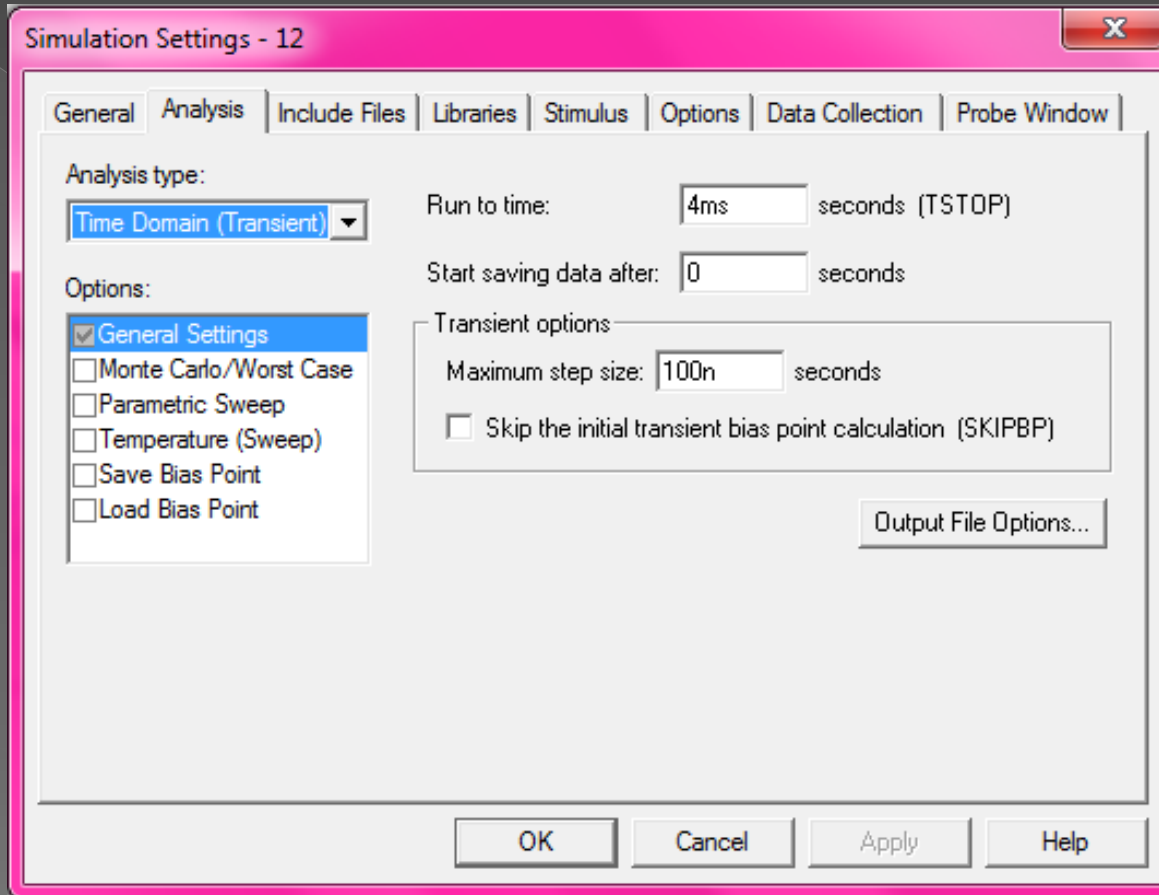 Simulation Settings - 12
General Analysis Include Files Libraries Stimulus Options Data Collection Probe Window
Analysis type:
Time Domain (Transient)
Options:
General Settings
Monte Carlo/Worst Case
Parametric Sweep
Temperature (Sweep)
Save Bias Point
Load Bias Point
Run to time: 4ms seconds (TSTOP)
Start saving data after: 0 seconds
Transient options
Maximum step size: 100n seconds
Skip the initial transient bias point calculation (SKIPBP)
Output File Options...
OK Cancel Apply Help